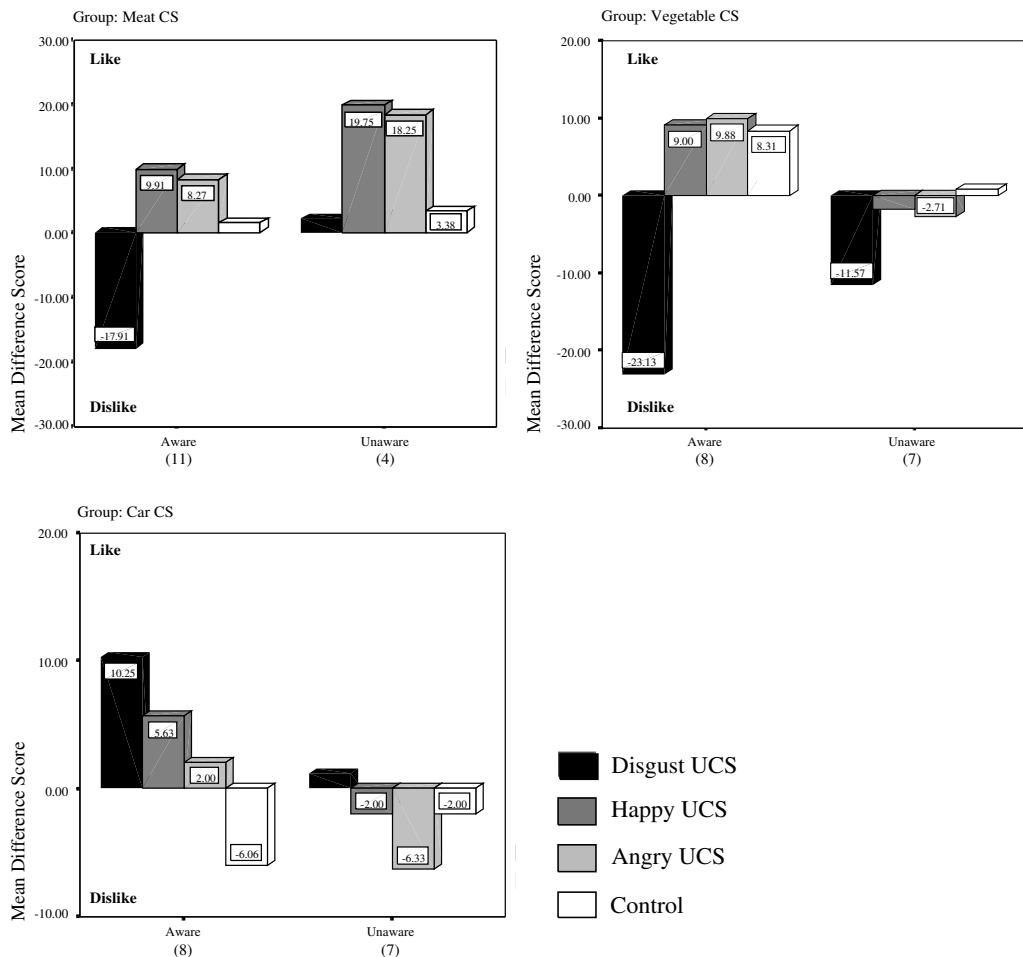 Group: Meat CS
30.00
20.00
10.00
0.00
-10.00
-20.00
-30.00
Mean Difference Score
Like
Dislike
-17.91
9.91
8.27
19.75
18.25
3.38
Aware
(11)
Unaware
(4)
Group: Vegetable CS
20.00
10.00
0.00
-10.00
-20.00
-30.00
Mean Difference Score
Like
Dislike
-23.13
9.00
9.88
8.31
-11.57
-2.71
Aware
(8)
Unaware
(7)
Group: Car CS
20.00
10.00
0.00
-10.00
Mean Difference Score
Like
Dislike
10.25
5.63
2.00
-6.06
-2.00
-6.33
-2.00
Aware
(8)
Unaware
(7)
Disgust UCS
Happy UCS
Angry UCS
Control